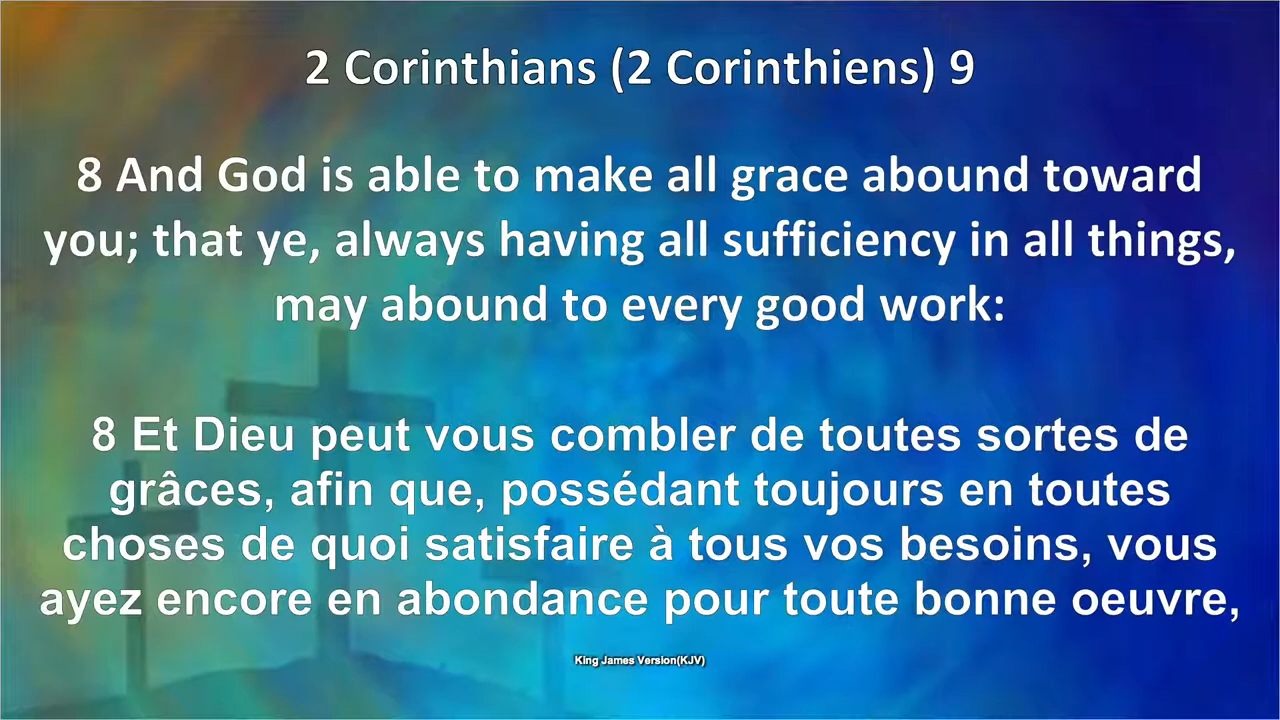 2 Corinthians (2 Corinthiens) 9
8 And God is able to make all grace abound toward
you; that ye, always having all sufficiency in all things,
may abound to every good work:
8 Et Dieu peut vous combler de toutes sortes de
grâces, afin que, possédant toujours en toutes
choses de quoi satisfaire à tous vos besoins, vous
ayez encore en abondance pour toute bonne oeuvre,
King James Version(KJV)